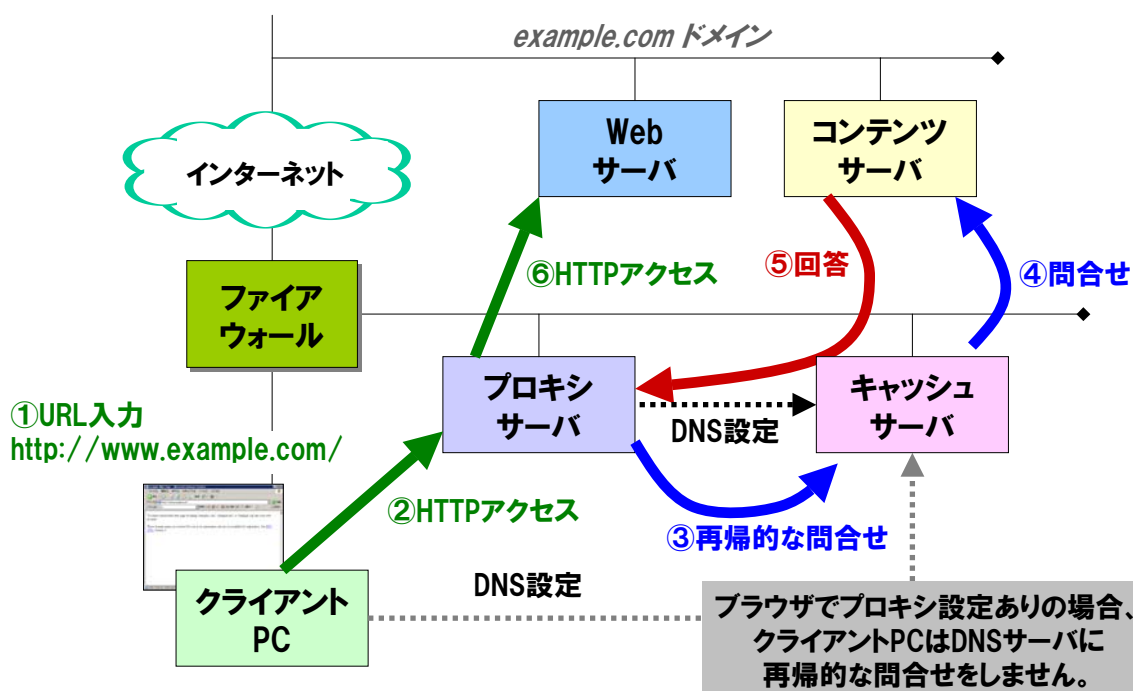 example.com ドメイン
Web
サーバ
コンテンツ
サーバ
インターネット
⑥HTTPアクセス
⑤回答
④問合せ
ファイア
ウォール
プロキシ
サーバ
キャッシュ
サーバ
DNS設定
①URL入力
http://www.example.com/
②HTTPアクセス
③再帰的な問合せ
クライアント
PC
DNS設定
ブラウザでプロキシ設定ありの場合、
クライアントPCはDNSサーバに
再帰的な問合せをしません。